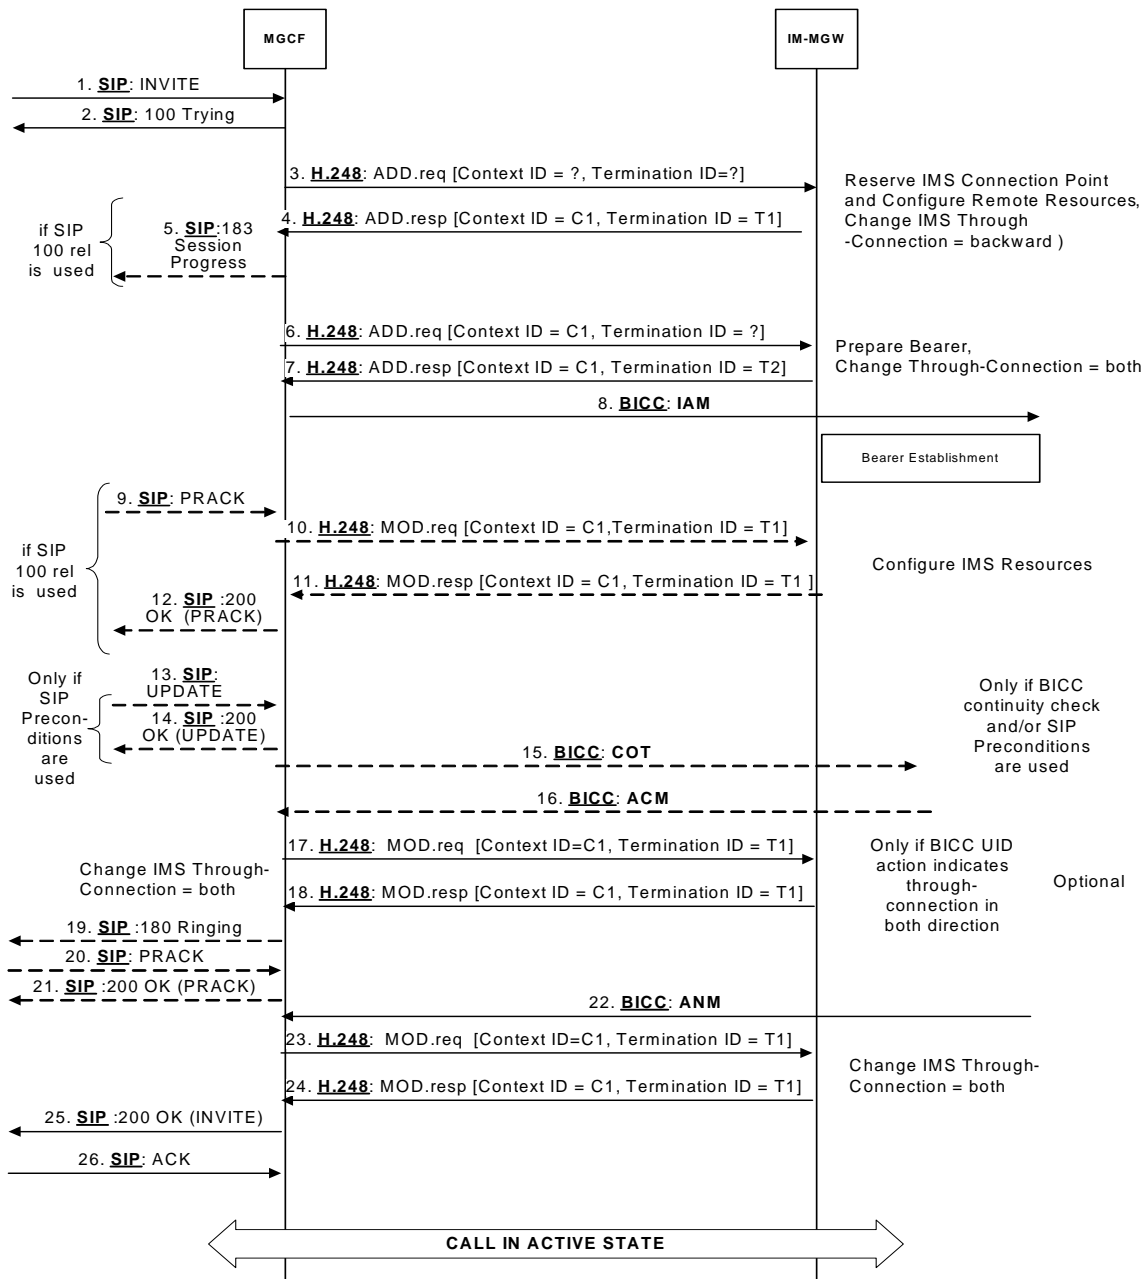 MGCF
IM-MGW
1. SIP: INVITE
2. SIP: 100 Trying
3. H.248: ADD.req [Context ID = ?, Termination ID=?]
Reserve IMS Connection Point
and Configure Remote Resources,
Change IMS Through
-Connection = backward )
4. H.248: ADD.resp [Context ID = C1, Termination ID = T1]
if SIP
100 rel
is used
5. SIP:183
Session
Progress
6. H.248: ADD.req [Context ID = C1, Termination ID = ?]
Prepare Bearer,
Change Through-Connection = both
7. H.248: ADD.resp [Context ID = C1, Termination ID = T2]
8. BICC: IAM
Bearer Establishment
9. SIP: PRACK
10. H.248: MOD.req [Context ID = C1,Termination ID = T1]
if SIP
100 rel
is used
Configure IMS Resources
11. H.248: MOD.resp [Context ID = C1, Termination ID = T1 ]
12. SIP :200
OK (PRACK)
Only if
SIP
Precon-
ditions
are
used
13. SIP:
UPDATE
14. SIP :200
OK (UPDATE)
Only if BICC
continuity check
and/or SIP
Preconditions
are used
15. BICC: COT
16. BICC: ACM
17. H.248: MOD.req [Context ID=C1, Termination ID = T1]
Change IMS Through-
Connection = both
Only if BICC UID
action indicates
through-
connection in
both direction
Optional
18. H.248: MOD.resp [Context ID = C1, Termination ID = T1]
19. SIP :180 Ringing
20. SIP: PRACK
21. SIP :200 OK (PRACK)
22. BICC: ANM
23. H.248: MOD.req [Context ID=C1, Termination ID = T1]
Change IMS Through-
Connection = both
24. H.248: MOD.resp [Context ID = C1, Termination ID = T1]
25. SIP :200 OK (INVITE)
26. SIP: ACK
CALL IN ACTIVE STATE